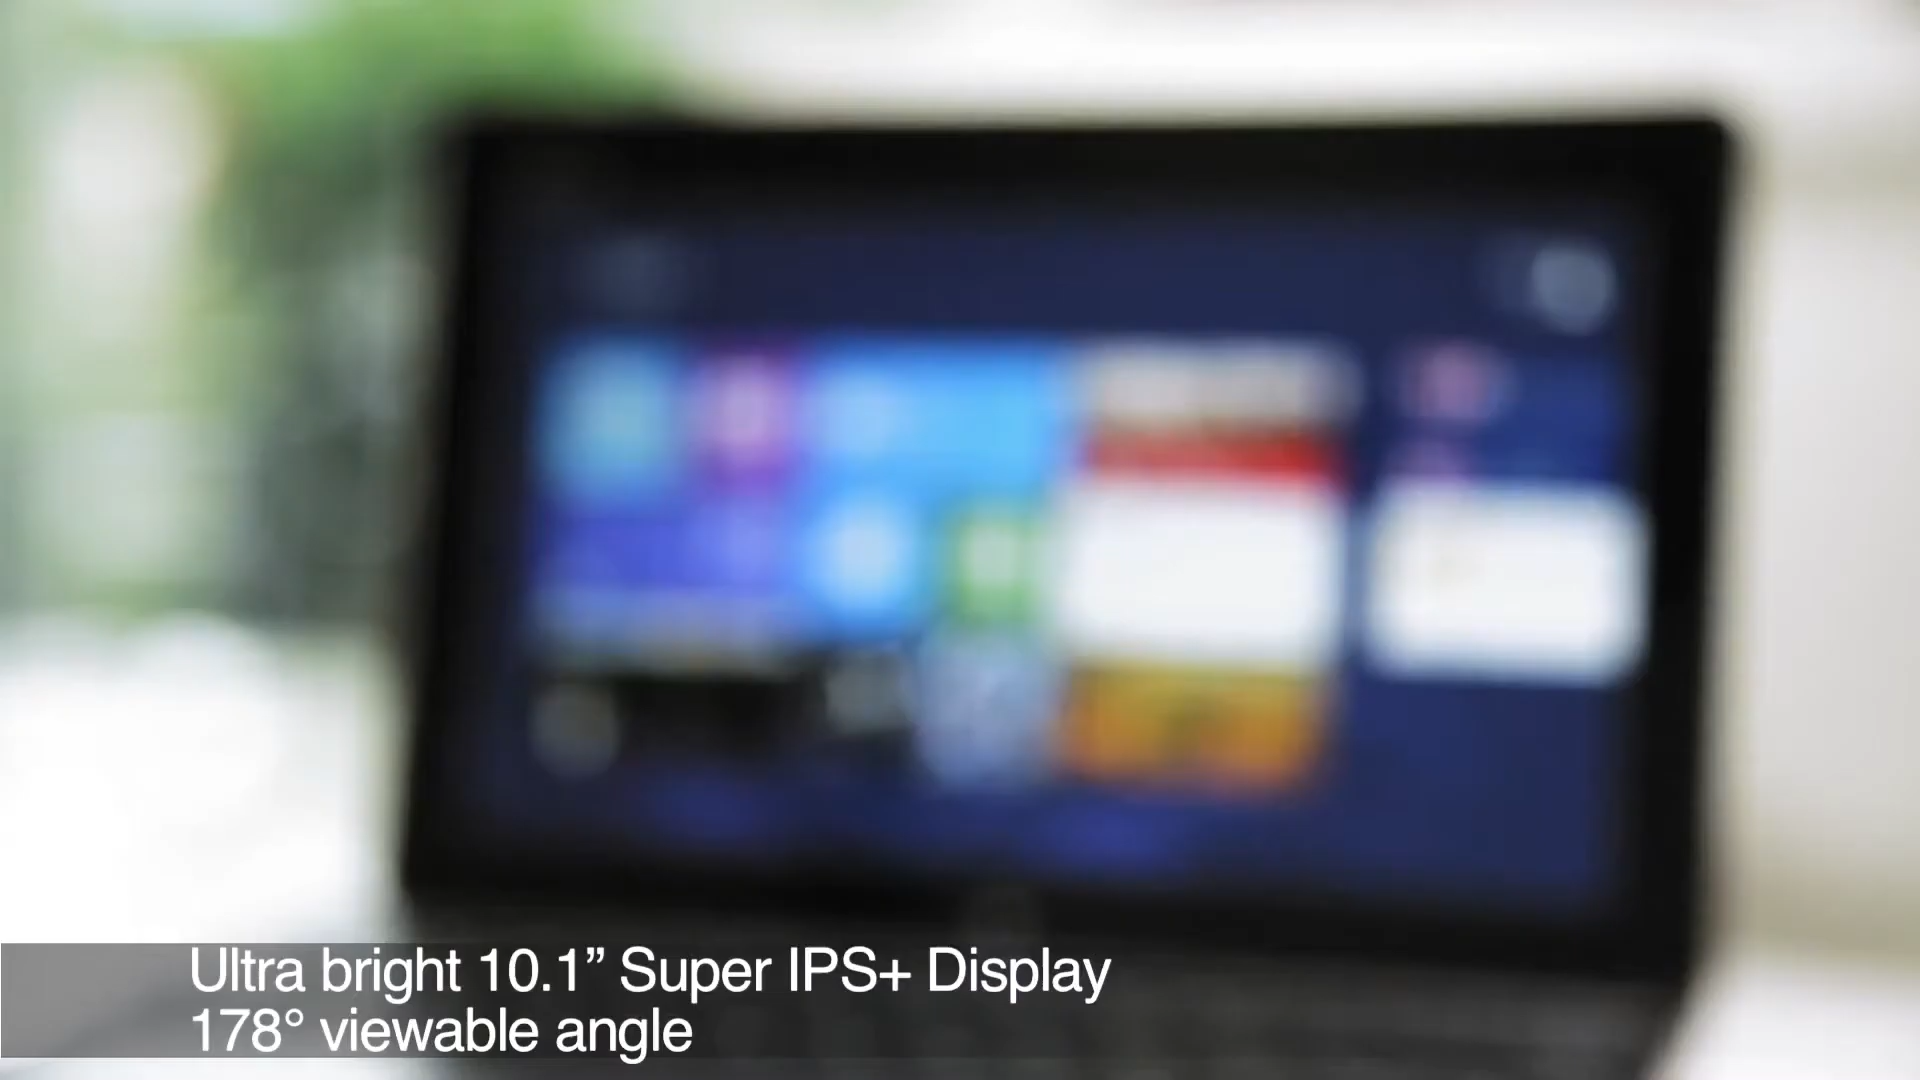 Ultra bright 10.1” Super IPS+ Display
178° viewable angle